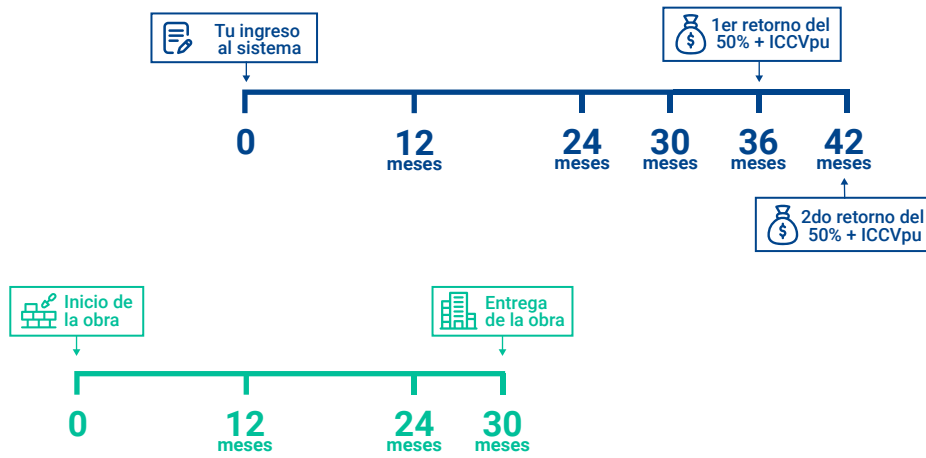 Tu ingreso
al sistema
1er retorno del
50% + ICCVpu
0
12
meses
24
meses
30
meses
36
meses
42
meses
2do retorno del
50% + ICCVpu
Inicio de
la obra
Entrega
de la obra
0
12
meses
24
meses
30
meses